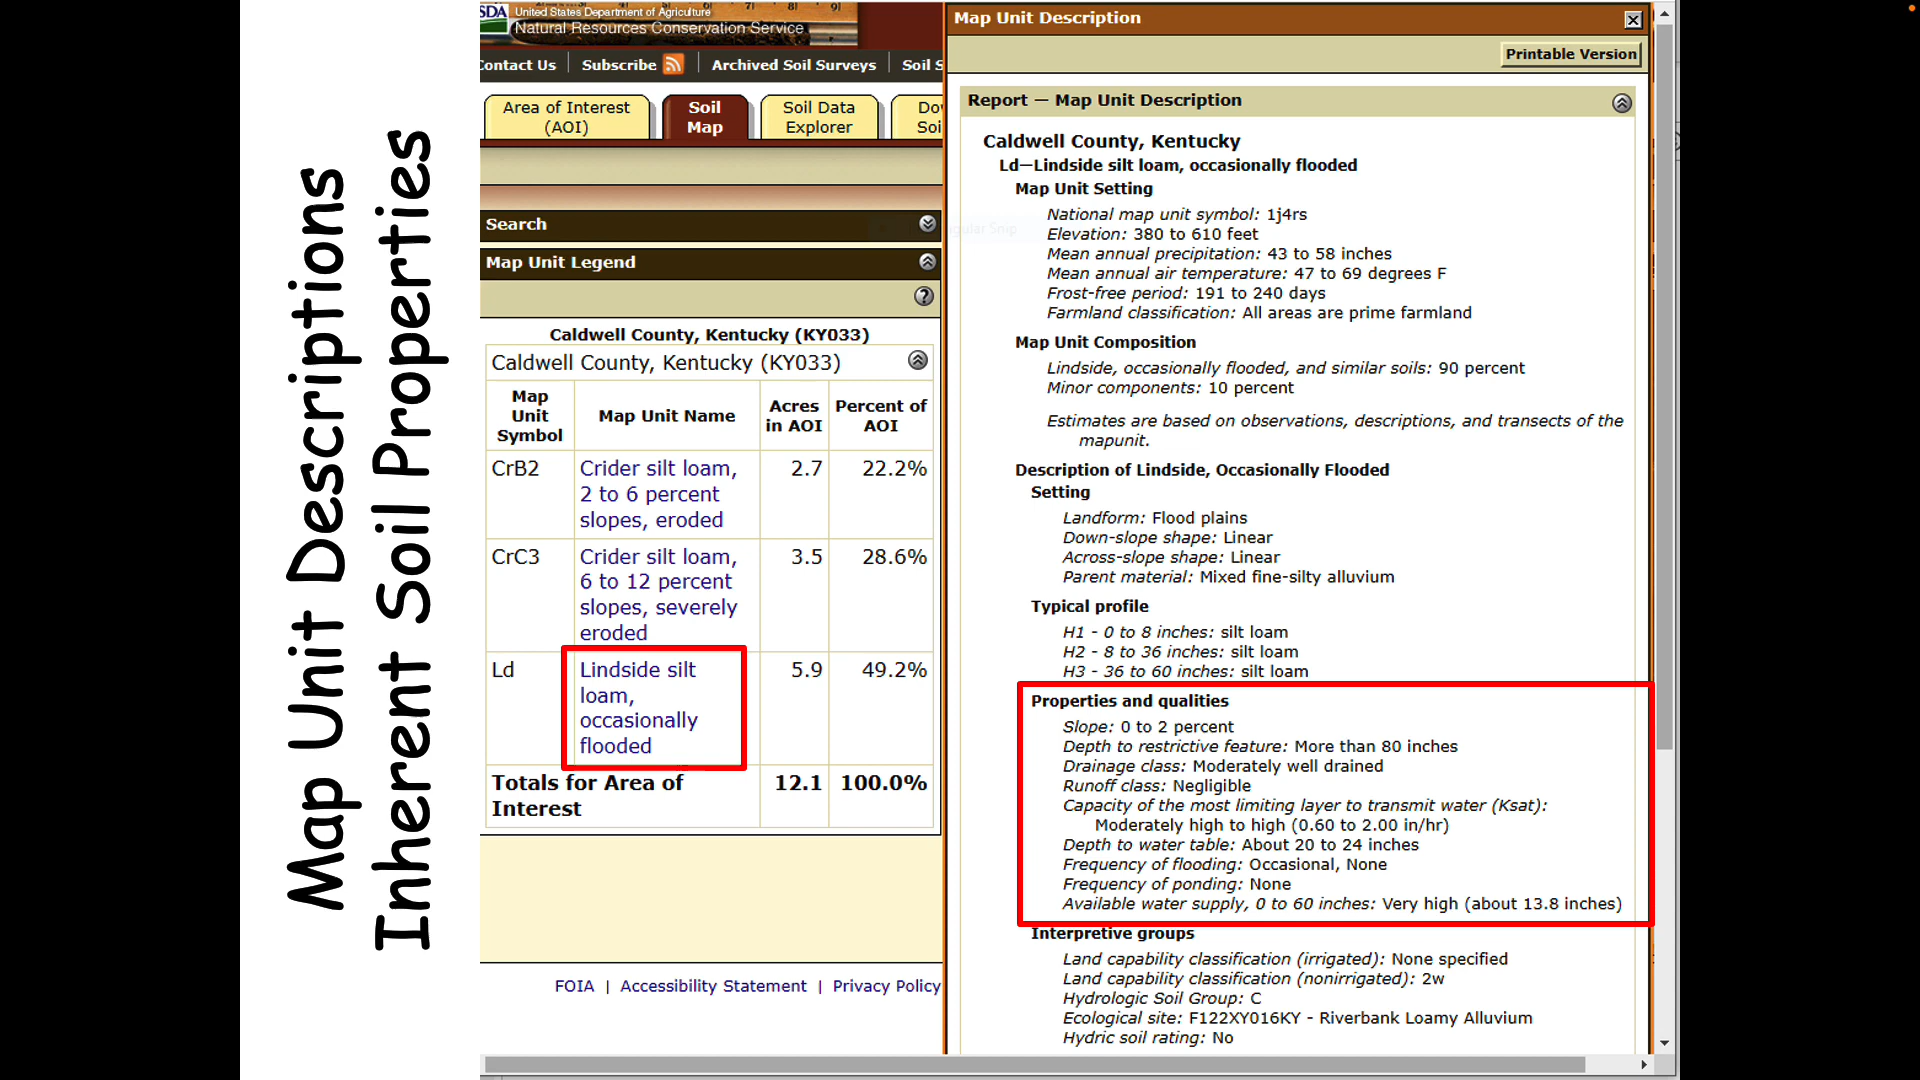 Map Unit Descriptions
Inherent Soil Properties
United States Department of Agriculture
Natural Resources Conservation Service
Contact Us
Subscribe
Archived Soil Surveys
Area of Interest
(AOI)
Soil
Map
Soil Data
Explorer
Search
Map Unit Legend
?
Caldwell County, Kentucky (KY033)
Caldwell County, Kentucky (KY033)
Map
Unit
Symbol
Map Unit Name
Acres
in AOI
Percent of
AOI
CrB2
Crider silt loam,
2 to 6 percent
slopes, eroded
2.7
22.2%
CrC3
Crider silt loam,
6 to 12 percent
slopes, severely
eroded
3.5
28.6%
Ld
Lindside silt
loam,
occasionally
flooded
5.9
49.2%
Totals for Area of
Interest
12.1
100.0%
FOIA | Accessibility Statement | Privacy Policy
Map Unit Description
Printable Version
Report — Map Unit Description
Caldwell County, Kentucky
Ld—Lindside silt loam, occasionally flooded
Map Unit Setting
National map unit symbol: 1j4rs
Elevation: 380 to 610 feet
Mean annual precipitation: 43 to 58 inches
Mean annual air temperature: 47 to 69 degrees F
Frost-free period: 191 to 240 days
Farmland classification: All areas are prime farmland
Map Unit Composition
Lindside, occasionally flooded, and similar soils: 90 percent
Minor components: 10 percent
Estimates are based on observations, descriptions, and transects of the
mapunit.
Description of Lindside, Occasionally Flooded
Setting
Landform: Flood plains
Down-slope shape: Linear
Across-slope shape: Linear
Parent material: Mixed fine-silty alluvium
Typical profile
H1 - 0 to 8 inches: silt loam
H2 - 8 to 36 inches: silt loam
H3 - 36 to 60 inches: silt loam
Properties and qualities
Slope: 0 to 2 percent
Depth to restrictive feature: More than 80 inches
Drainage class: Moderately well drained
Runoff class: Negligible
Capacity of the most limiting layer to transmit water (Ksat):
Moderately high to high (0.60 to 2.00 in/hr)
Depth to water table: About 20 to 24 inches
Frequency of flooding: Occasional, None
Frequency of ponding: None
Available water supply, 0 to 60 inches: Very high (about 13.8 inches)
Interpretive groups
Land capability classification (irrigated): None specified
Land capability classification (nonirrigated): 2w
Hydrologic Soil Group: C
Ecological site: F122XY016KY - Riverbank Loamy Alluvium
Hydric soil rating: No